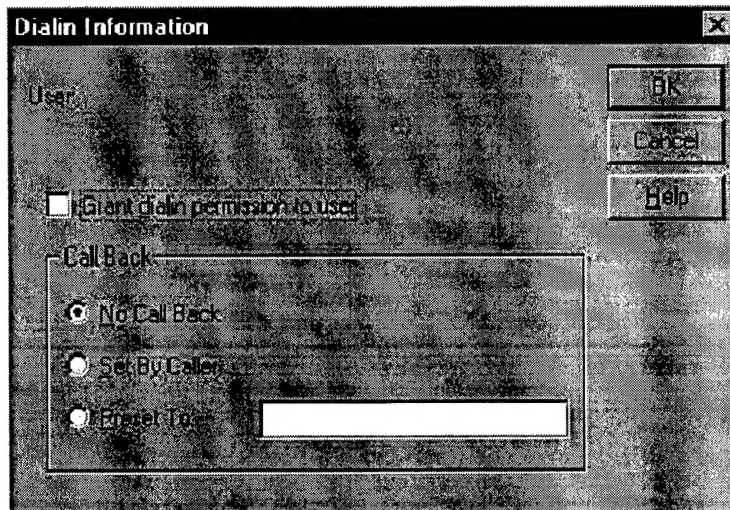 Dialin Information
User:
OK
Cancel
Help
Grant dialin permission to user
Call Back
No Call Back
Set By Caller
Preset To: